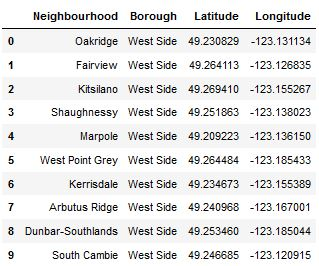 Neighbourhood Borough Latitude Longitude
0 Oakridge West Side 49.230829 -123.131134
1 Fairview West Side 49.264113 -123.126835
2 Kitsilano West Side 49.269410 -123.155267
3 Shaughnessy West Side 49.251863 -123.138023
4 Marpole West Side 49.209223 -123.136150
5 West Point Grey West Side 49.264484 -123.185433
6 Kerrisdale West Side 49.234673 -123.155389
7 Arbutus Ridge West Side 49.240968 -123.167001
8 Dunbar-Southlands West Side 49.253460 -123.185044
9 South Cambie West Side 49.246685 -123.120915